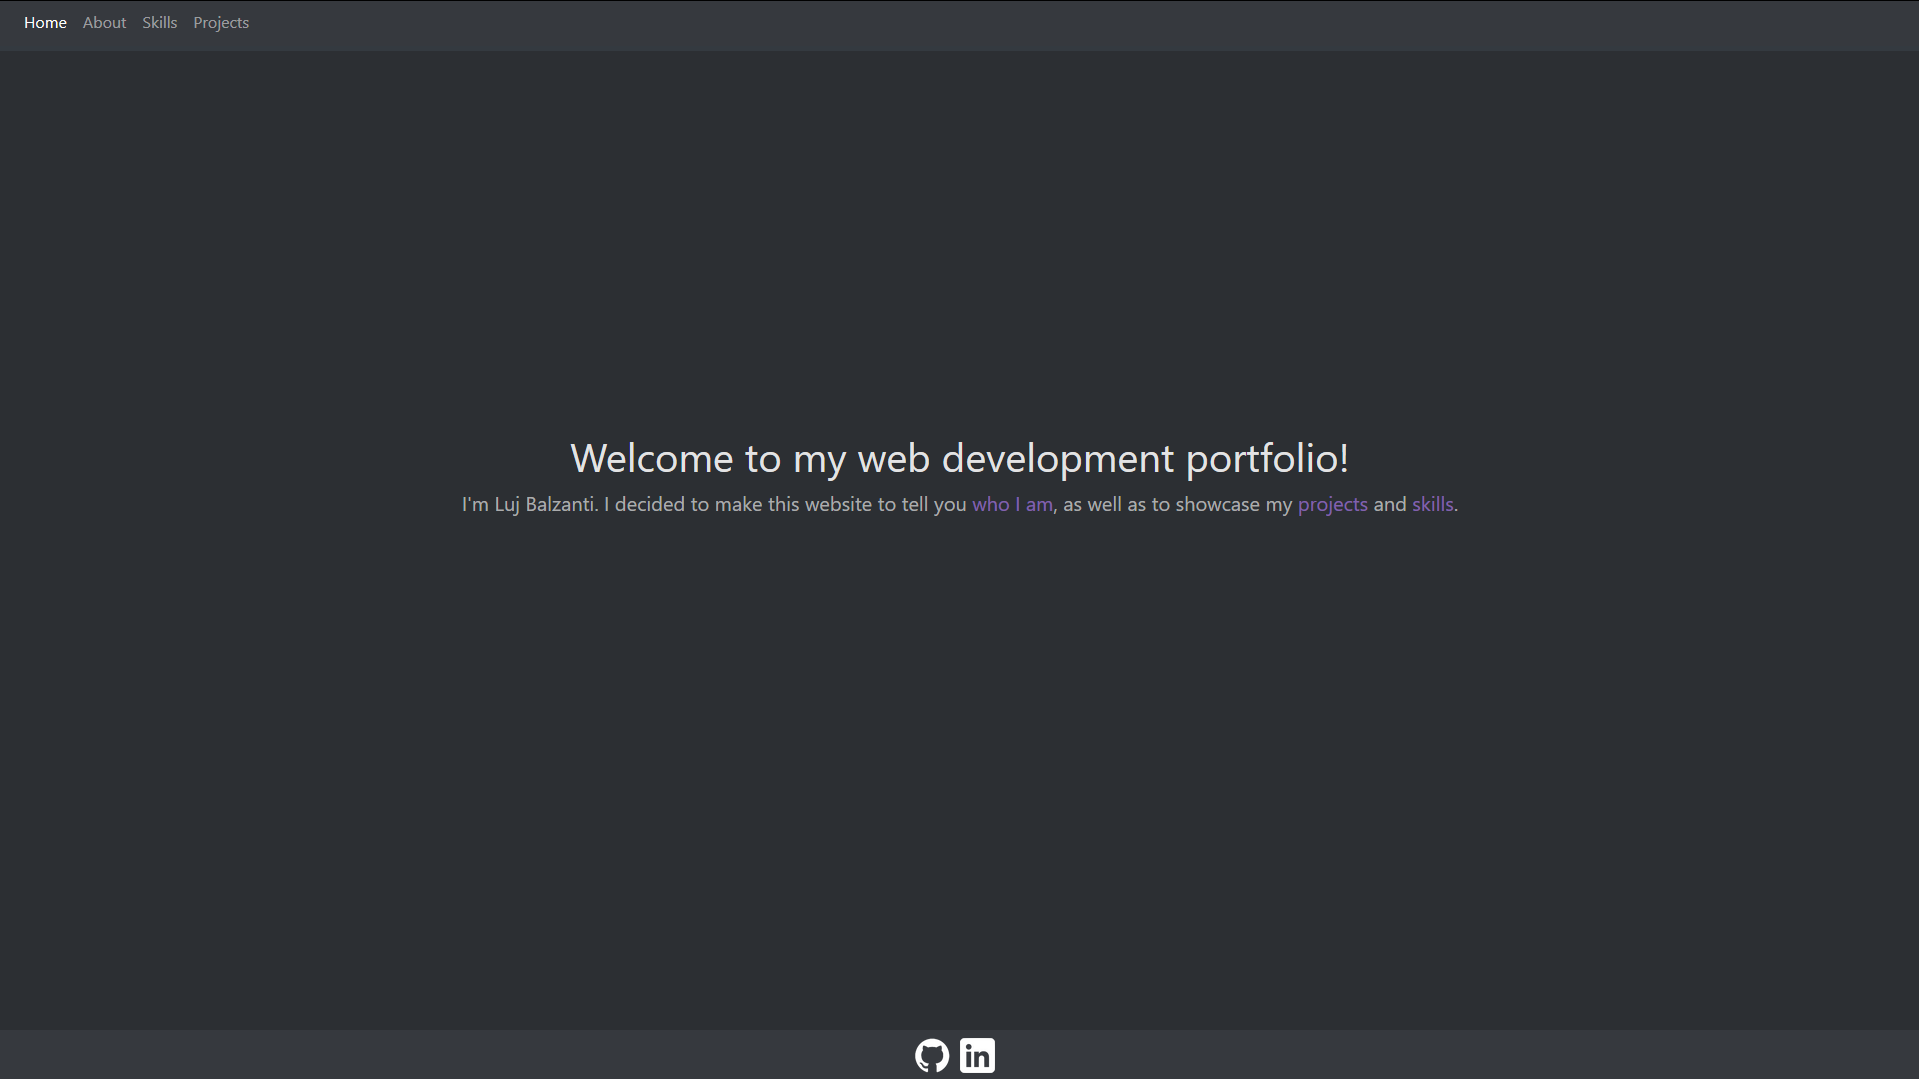 Home About Skills Projects
Welcome to my web development portfolio!
I'm Luj Balzanti. I decided to make this website to tell you who I am, as well as to showcase my projects and skills.
in